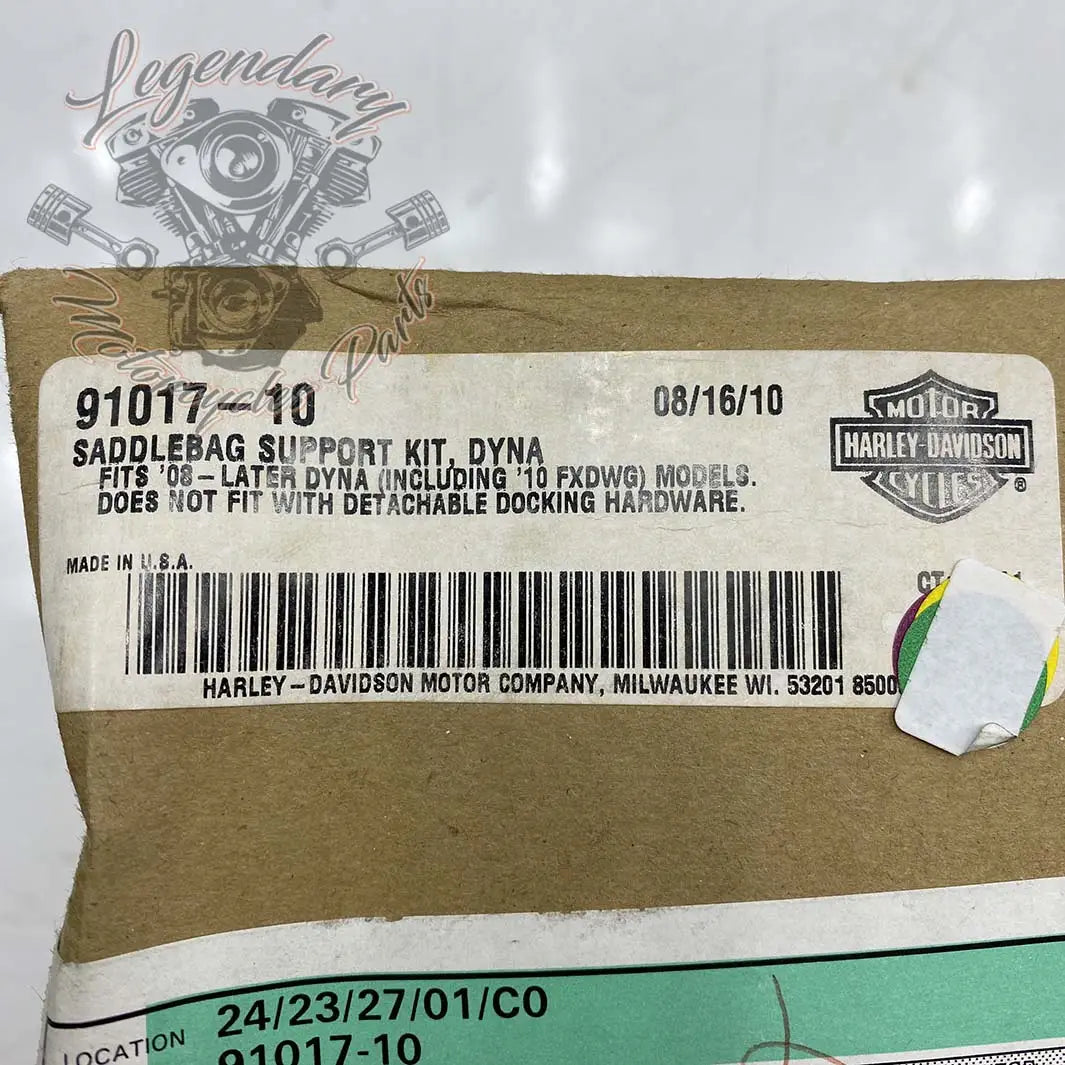 Legendary
Motorcycles Parts
91017-10
08/16/10
SADDLEBAG SUPPORT KIT, DYNA
FITS '08-LATER DYNA (INCLUDING '10 FXDWG) MODELS.
DOES NOT FIT WITH DETACHABLE DOCKING HARDWARE.
MOTOR
HARLEY-DAVIDSON
CYCLES
®
MADE IN U.S.A.
HARLEY-DAVIDSON MOTOR COMPANY, MILWAUKEE WI. 53201 8500
LOCATION
24/23/27/01/C0
91017-10